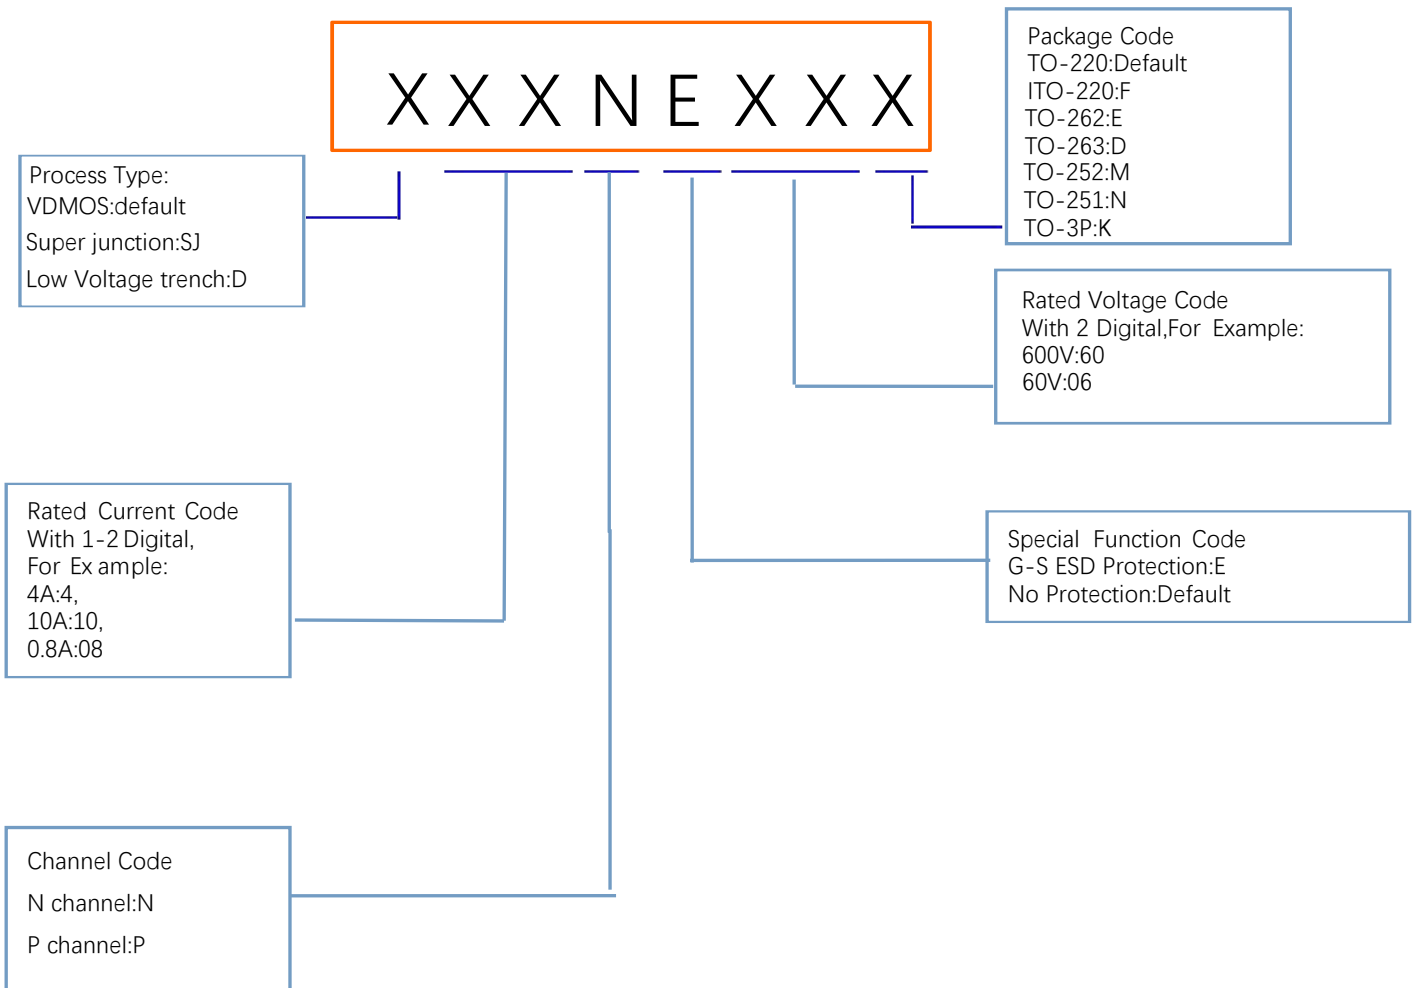 XXXNEXXX
Process Type:
VDMOS:default
Super junction:SJ
Low Voltage trench:D
Package Code
TO-220:Default
ITO-220:F
TO-262:E
TO-263:D
TO-252:M
TO-251:N
TO-3P:K
Rated Voltage Code
With 2 Digital,For Example:
600V:60
60V:06
Rated Current Code
With 1-2 Digital,
For Ex ample:
4A:4,
10A:10,
0.8A:08
Special Function Code
G-S ESD Protection:E
No Protection:Default
Channel Code
N channel:N
P channel:P